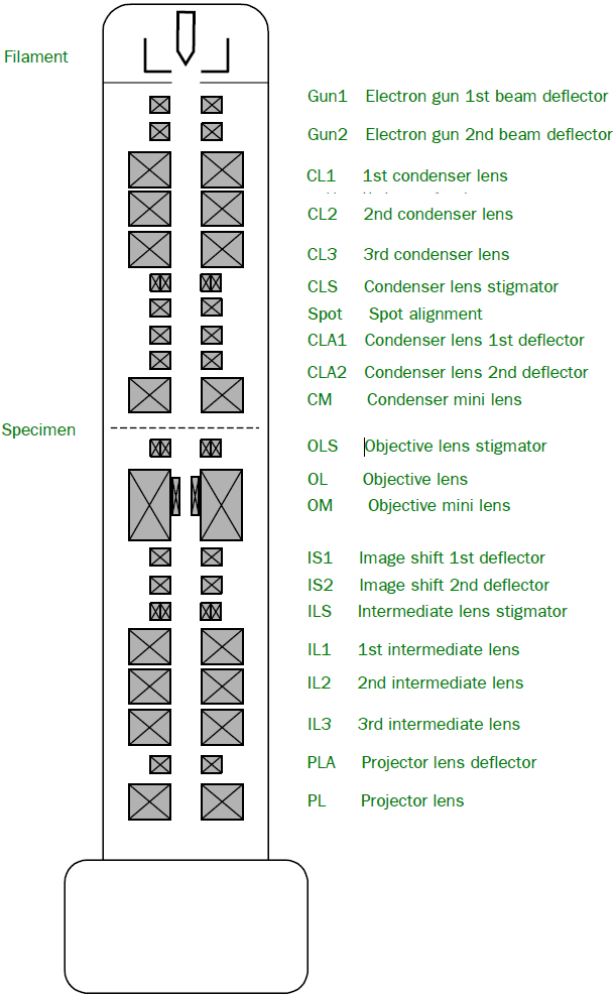 Filament
Gun1 Electron gun 1st beam deflector
Gun2 Electron gun 2nd beam deflector
CL1 1st condenser lens
CL2 2nd condenser lens
CL3 3rd condenser lens
CLS Condenser lens stigmator
Spot Spot alignment
CLA1 Condenser lens 1st deflector
CLA2 Condenser lens 2nd deflector
CM Condenser mini lens
Specimen
OLS Objective lens stigmator
OL Objective lens
OM Objective mini lens
IS1 Image shift 1st deflector
IS2 Image shift 2nd deflector
ILS Intermediate lens stigmator
IL1 1st intermediate lens
IL2 2nd intermediate lens
IL3 3rd intermediate lens
PLA Projector lens deflector
PL Projector lens